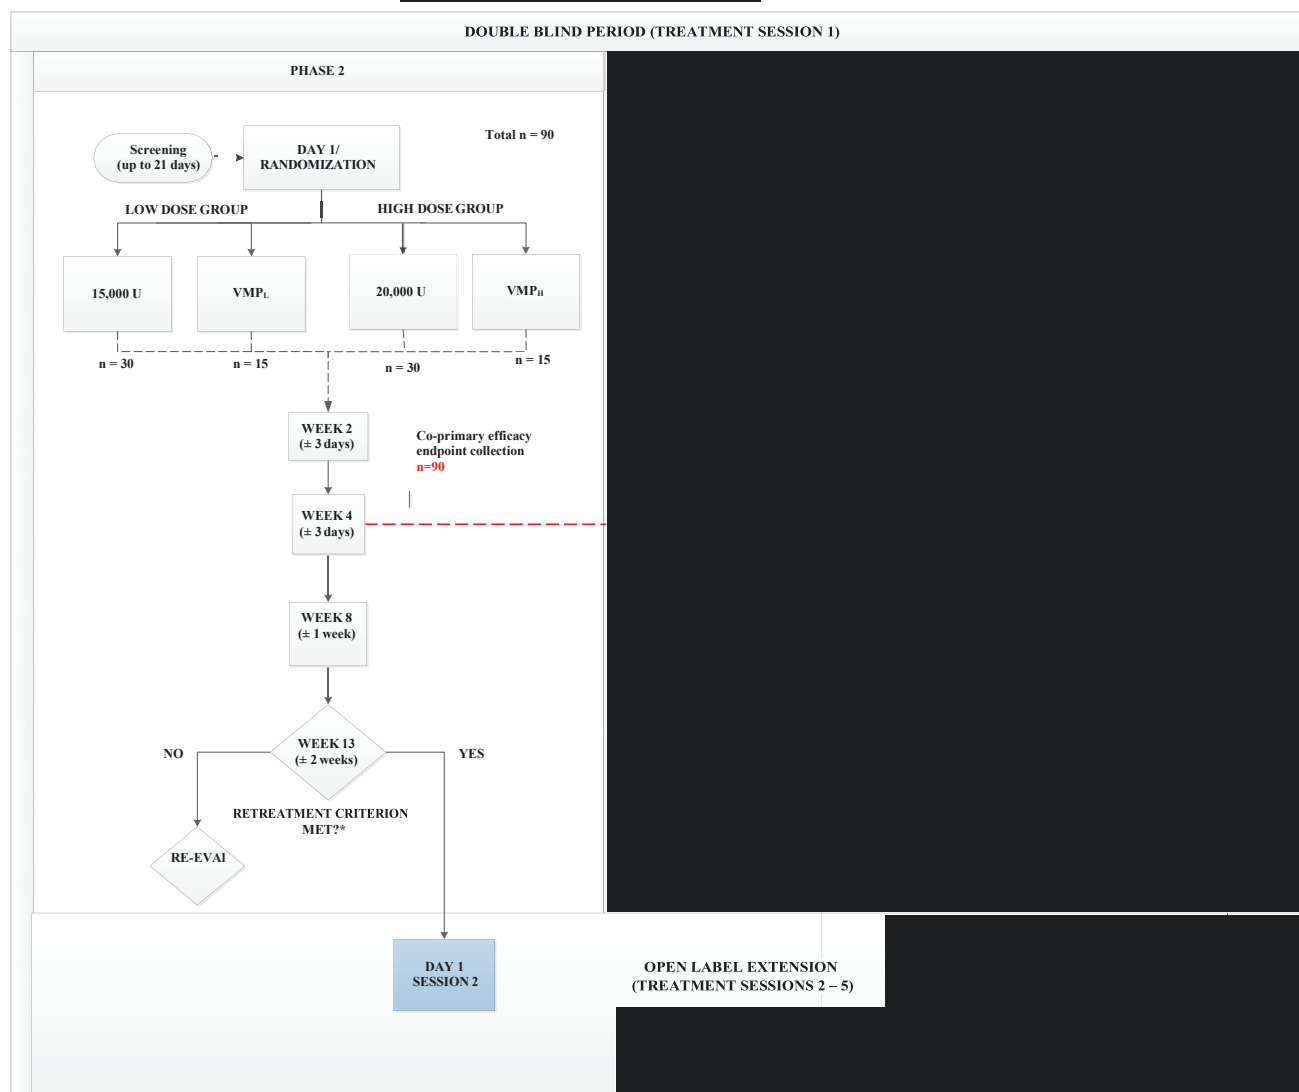 DOUBLE BLIND PERIOD (TREATMENT SESSION 1)
PHASE 2
Total n = 90
Screening
(up to 21 days)
DAY 1/
RANDOMIZATION
LOW DOSE GROUP
HIGH DOSE GROUP
15,000 U
VMPL
20,000 U
VMPH
n = 30
n = 15
n = 30
n = 15
WEEK 2
(± 3 days)
Co-primary efficacy
endpoint collection
n=90
WEEK 4
(± 3 days)
WEEK 8
(± 1 week)
WEEK 13
(± 2 weeks)
NO
YES
RETREATMENT CRITERION
MET?*
RE-EVAl
DAY 1
SESSION 2
OPEN LABEL EXTENSION
(TREATMENT SESSIONS 2 – 5)